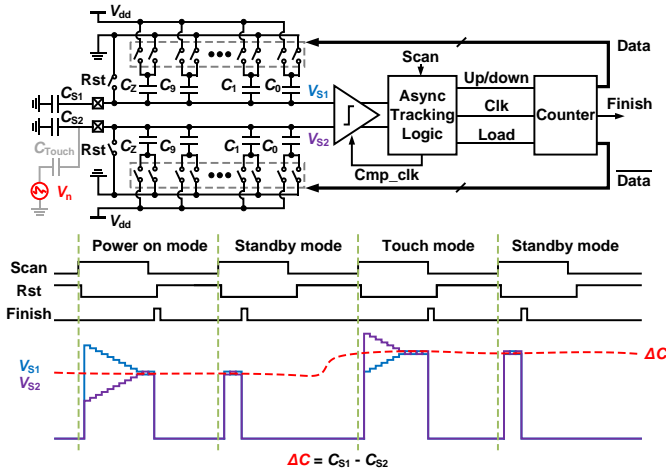 Vdd
Scan
Data
Rst
CZ C9 C1 C0
CS1
VS1
Up/down
Async Tracking Logic
Clk
Counter
Finish
Load
CS2
VS2
CTouch
Rst
CZ C9 C1 C0
Cmp_clk
Data
Vn
Vdd
Power on mode Standby mode Touch mode Standby mode
Scan
Rst
Finish
VS1
VS2
ΔC
ΔC = CS1 - CS2